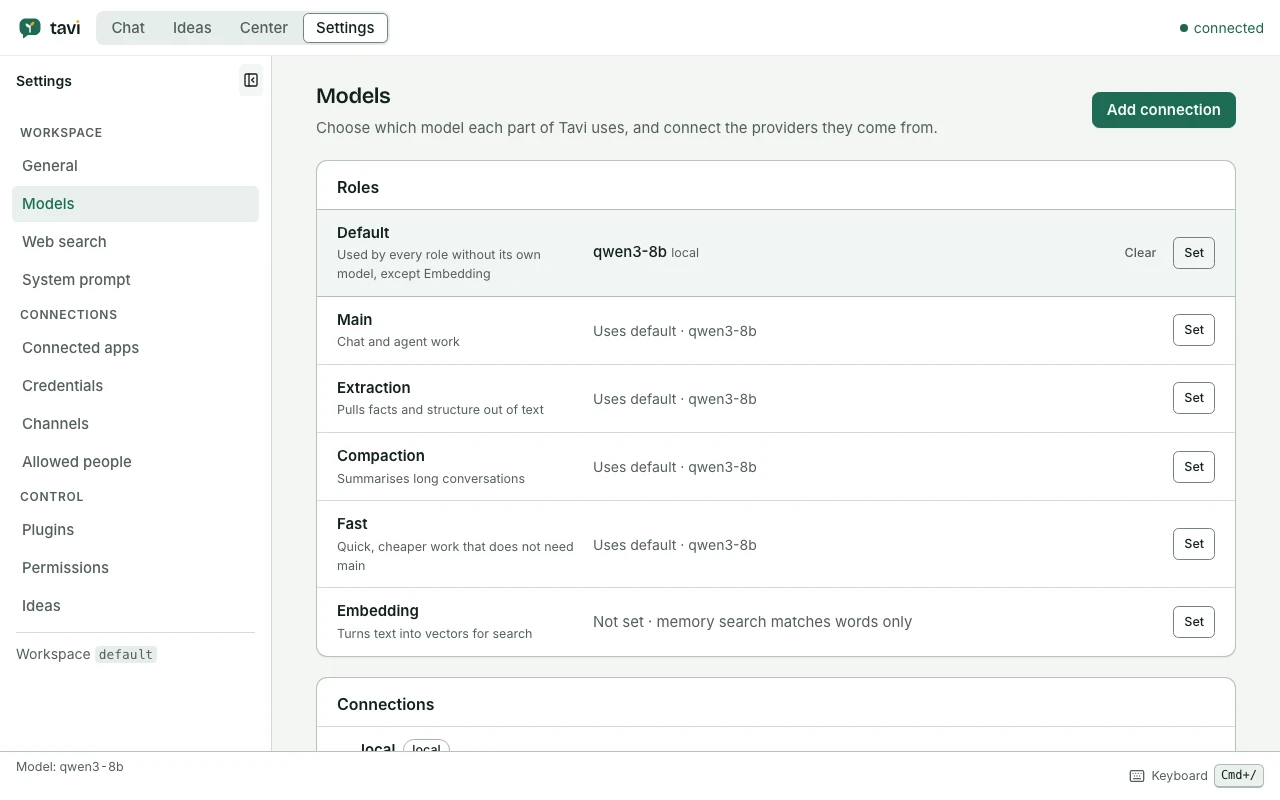 tavi
Chat Ideas Center Settings
connected
Settings
WORKSPACE
General
Models
Web search
System prompt
CONNECTIONS
Connected apps
Credentials
Channels
Allowed people
CONTROL
Plugins
Permissions
Ideas
Workspace default
Models
Choose which model each part of Tavi uses, and connect the providers they come from.
Add connection
Roles
Default
Used by every role without its own
model, except Embedding
qwen3-8b local
Clear Set
Main
Chat and agent work
Uses default · qwen3-8b
Set
Extraction
Pulls facts and structure out of text
Uses default · qwen3-8b
Set
Compaction
Summarises long conversations
Uses default · qwen3-8b
Set
Fast
Quick, cheaper work that does not need
main
Uses default · qwen3-8b
Set
Embedding
Turns text into vectors for search
Not set · memory search matches words only
Set
Connections
local local
Model: qwen3-8b
Keyboard Cmd+/